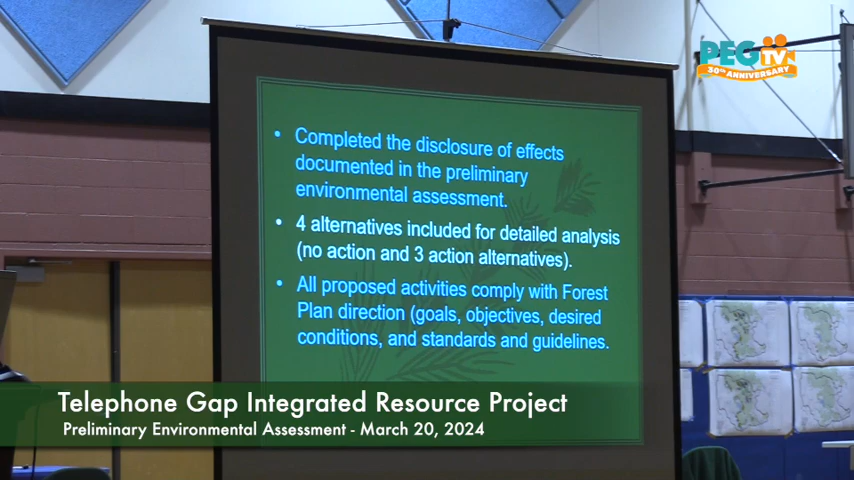 PEGTV
30TH ANNIVERSARY
• Completed the disclosure of effects
documented in the preliminary
environmental assessment.
• 4 alternatives included for detailed analysis
(no action and 3 action alternatives).
• All proposed activities comply with Forest
Plan direction (goals, objectives, desired
conditions, and standards and guidelines.
Telephone Gap Integrated Resource Project
Preliminary Environmental Assessment - March 20, 2024